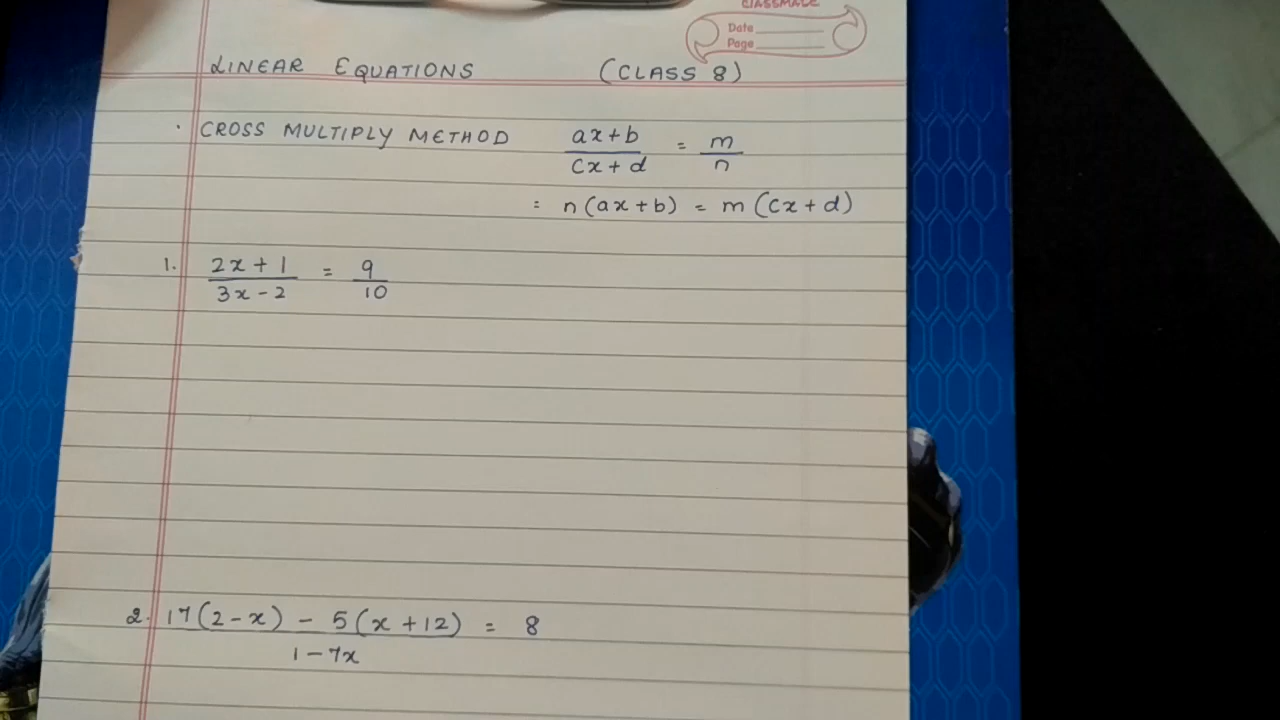 CLASSMATE
Date
Page
LINEAR EQUATIONS (CLASS 8)
· CROSS MULTIPLY METHOD (ax+b)/(cx+d) = m/n
= n(ax+b) = m(cx+d)
1. (2x+1)/(3x-2) = 9/10
2. (17(2-x) - 5(x+12))/(1-7x) = 8